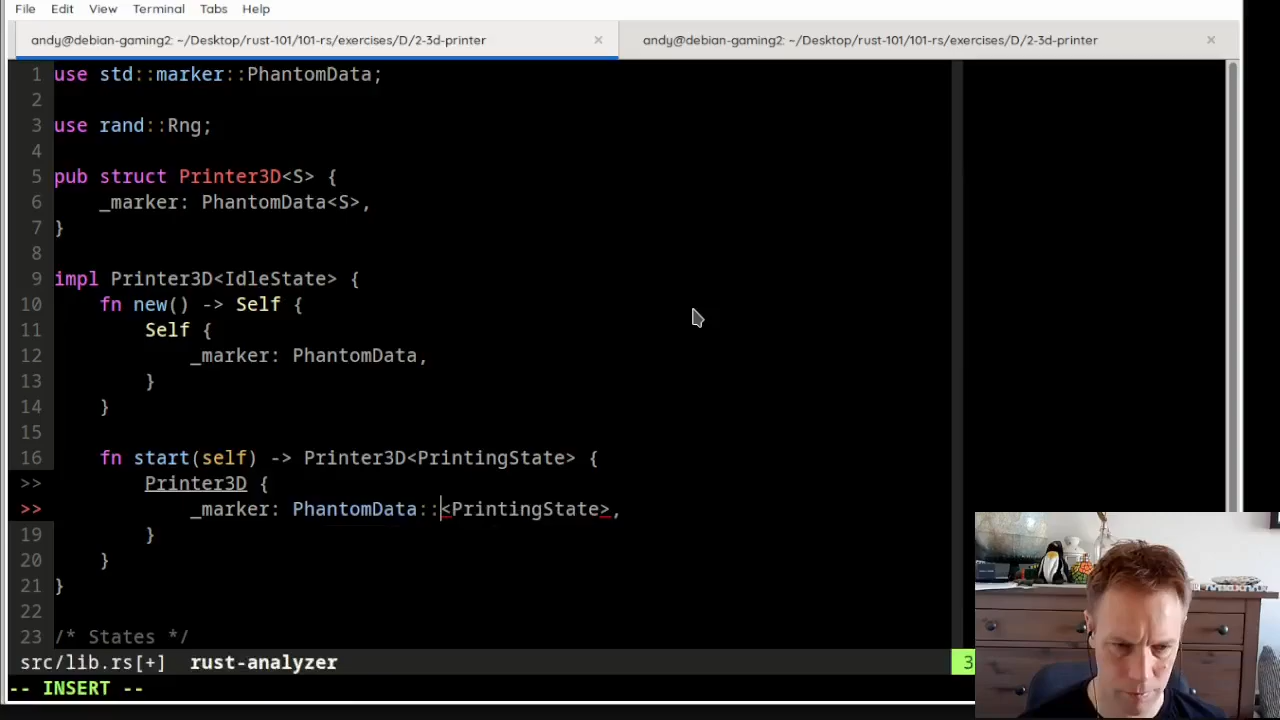 File Edit View Terminal Tabs Help
andy@debian-gaming2: ~/Desktop/rust-101/101-rs/exercises/D/2-3d-printer × andy@debian-gaming2: ~/Desktop/rust-101/101-rs/exercises/D/2-3d-printer ×
1 use std::marker::PhantomData;
2
3 use rand::Rng;
4
5 pub struct Printer3D<S> {
6     _marker: PhantomData<S>,
7 }
8
9 impl Printer3D<IdleState> {
10     fn new() -> Self {
11         Self {
12             _marker: PhantomData,
13         }
14     }
15
16     fn start(self) -> Printer3D<PrintingState> {
>>         Printer3D {
>>             _marker: PhantomData::<PrintingState>,
19         }
20     }
21 }
22
23 /* States */
src/lib.rs[+] rust-analyzer 3
-- INSERT --